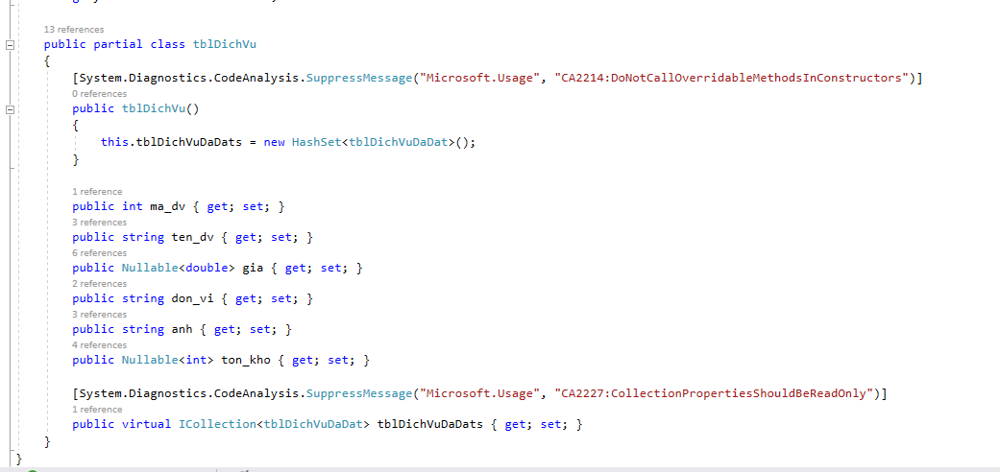 13 references
public partial class tblDichVu
{
[System.Diagnostics.CodeAnalysis.SuppressMessage("Microsoft.Usage", "CA2214:DoNotCallOverridableMethodsInConstructors")]
0 references
public tblDichVu()
{
this.tblDichVuDaDats = new HashSet<tblDichVuDaDat>();
}
1 reference
public int ma_dv { get; set; }
3 references
public string ten_dv { get; set; }
6 references
public Nullable<double> gia { get; set; }
2 references
public string don_vi { get; set; }
3 references
public string anh { get; set; }
4 references
public Nullable<int> ton_kho { get; set; }
[System.Diagnostics.CodeAnalysis.SuppressMessage("Microsoft.Usage", "CA2227:CollectionPropertiesShouldBeReadOnly")]
1 reference
public virtual ICollection<tblDichVuDaDat> tblDichVuDaDats { get; set; }
}
}